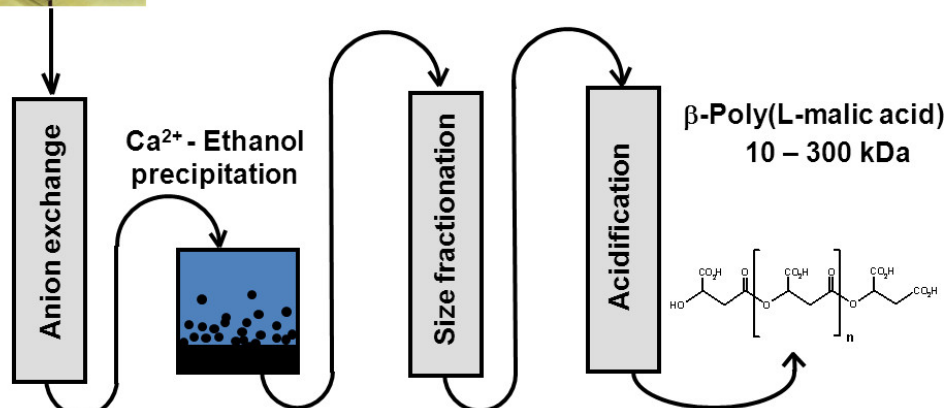 Anion exchange
Ca²⁺ - Ethanol
precipitation
Size fractionation
Acidification
β-Poly(L-malic acid)
10 – 300 kDa
CO₂H
O
CO₂H
O
CO₂H
HO
O
O
CO₂H
n